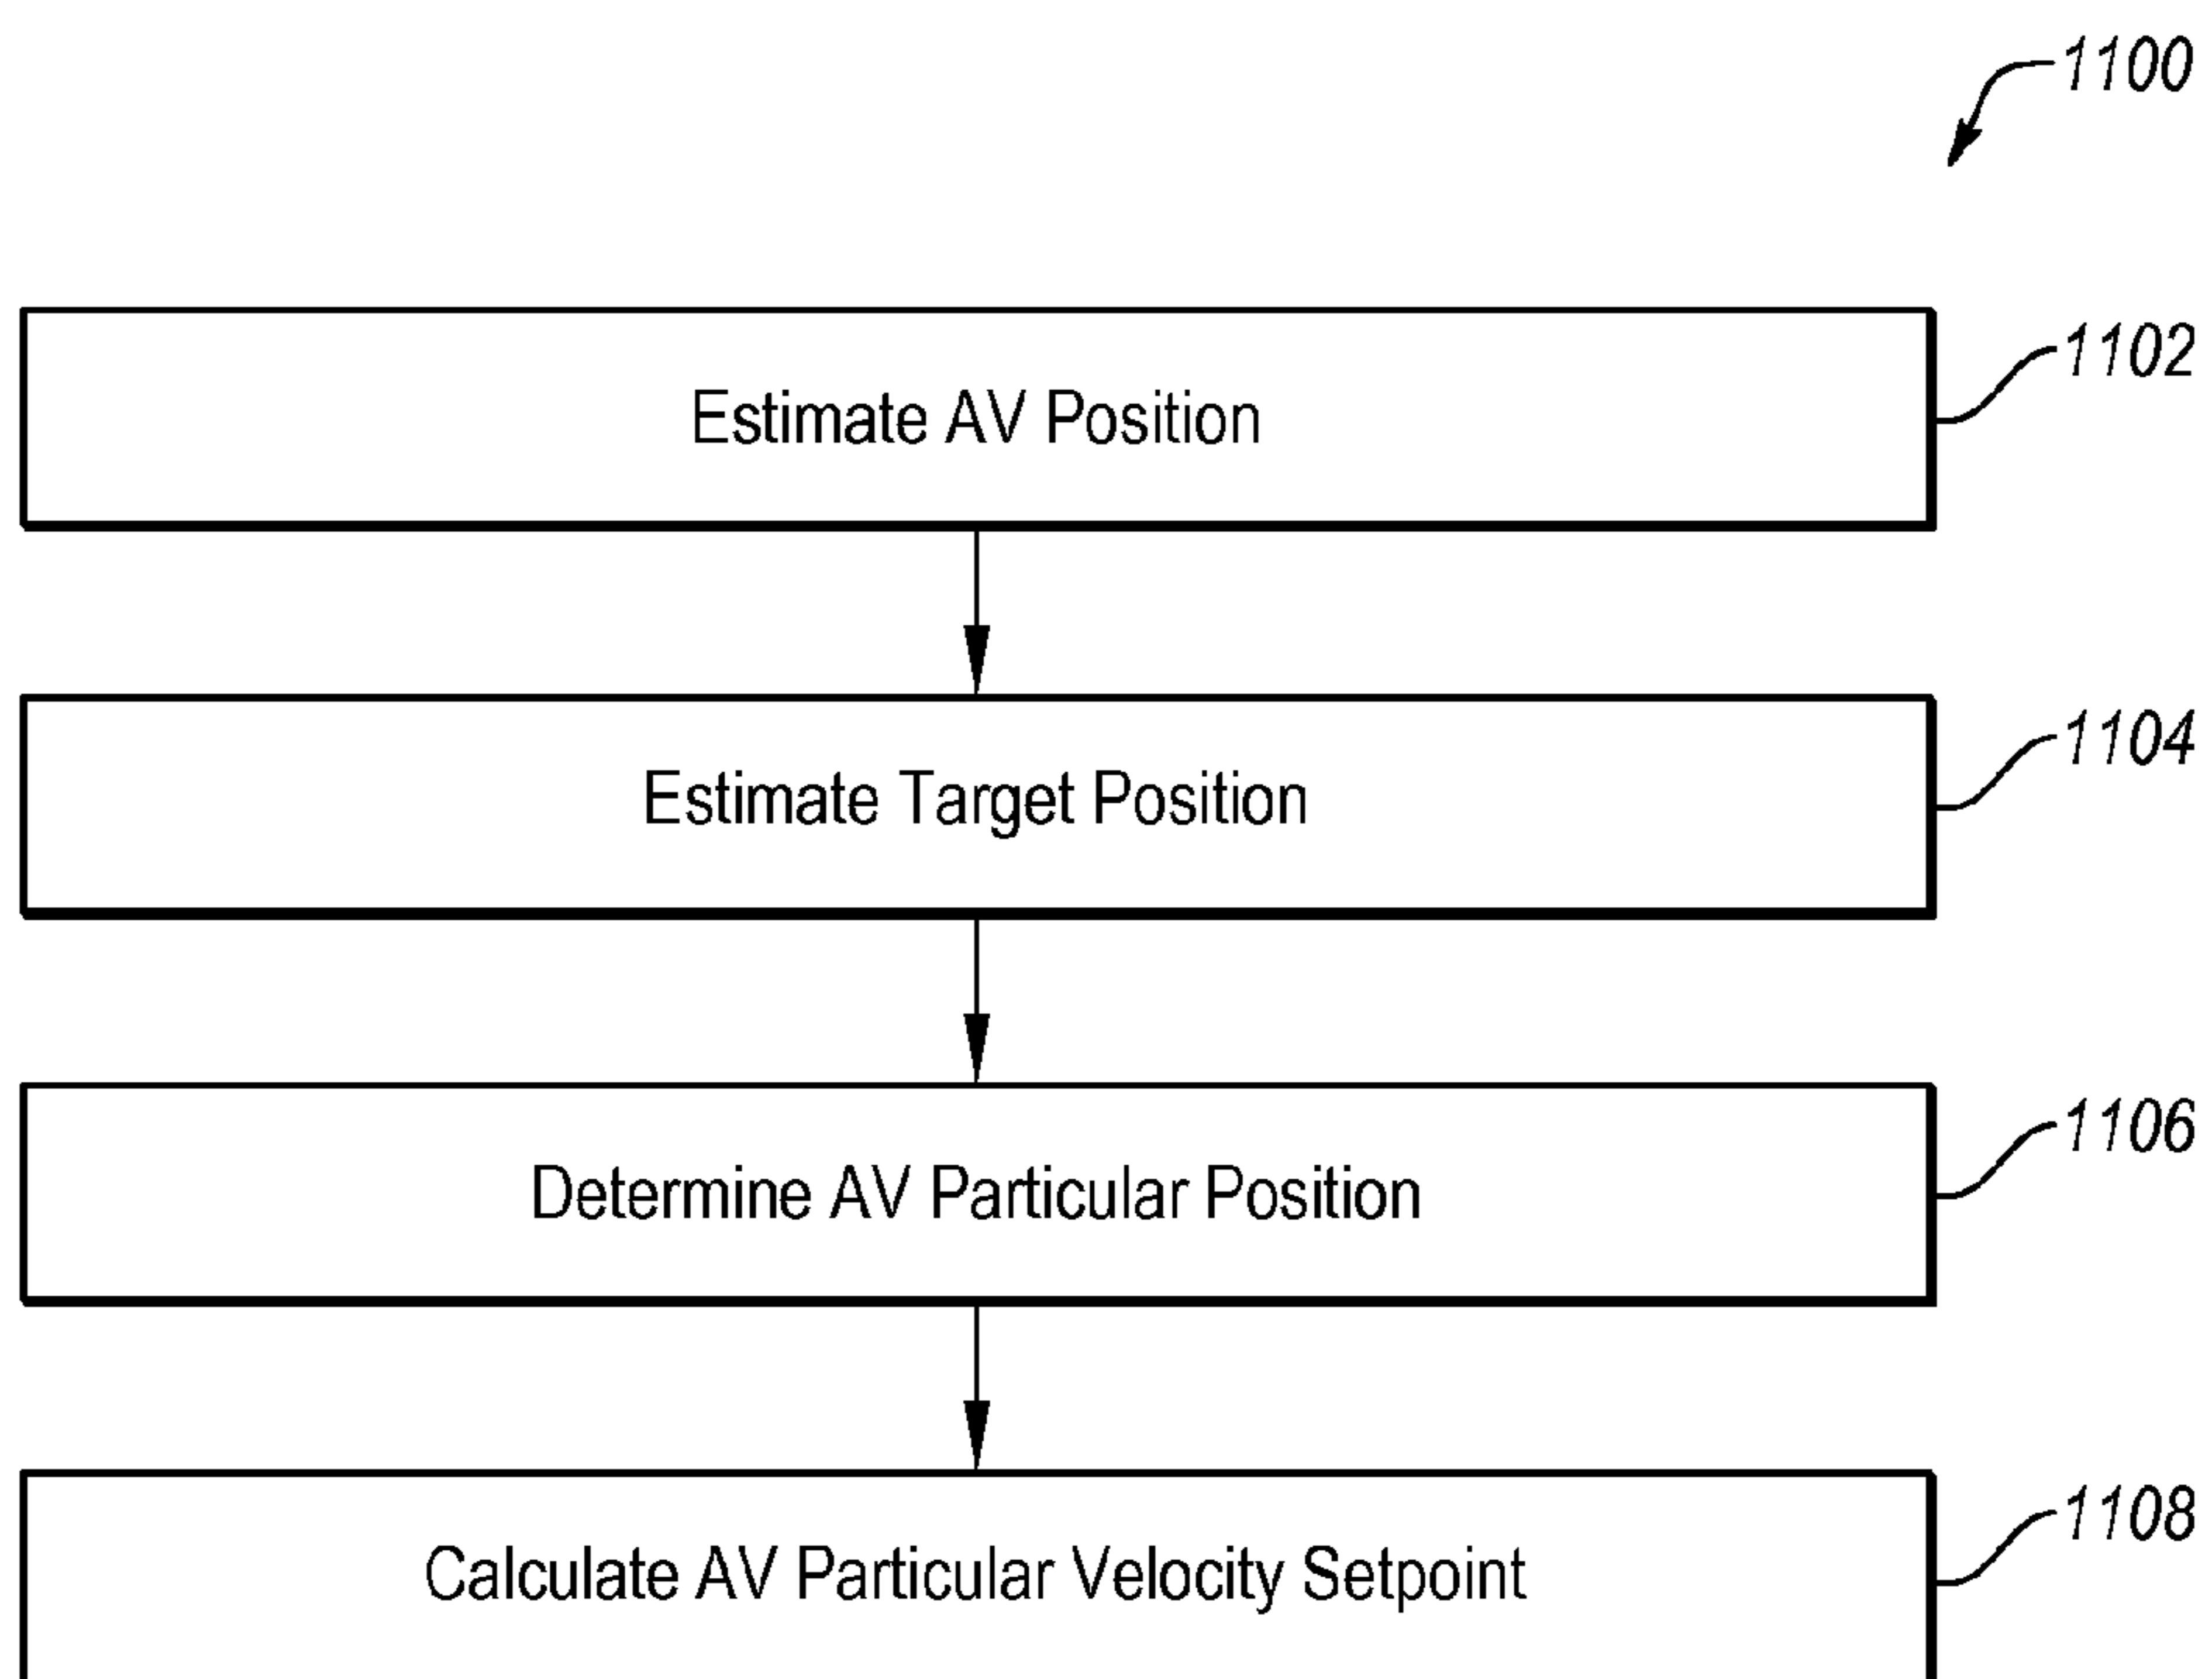 1100
1102
Estimate AV Position
1104
Estimate Target Position
1106
Determine AV Particular Position
1108
Calculate AV Particular Velocity Setpoint